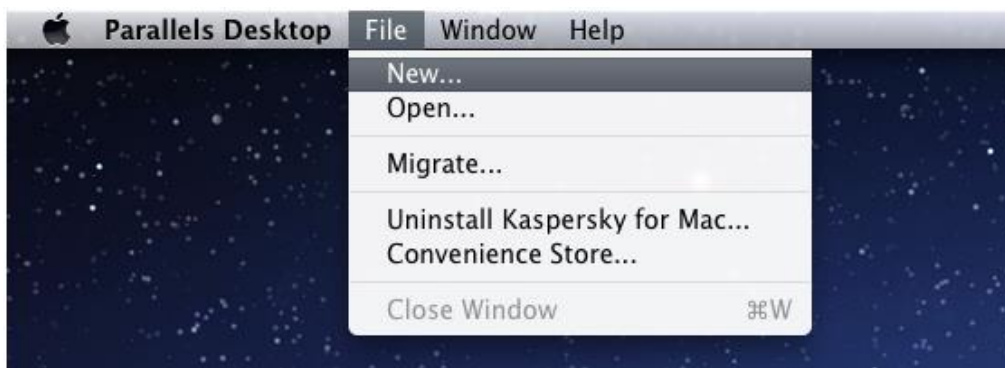 Parallels Desktop File Window Help
New...
Open...
Migrate...
Uninstall Kaspersky for Mac...
Convenience Store...
Close Window ⌘W